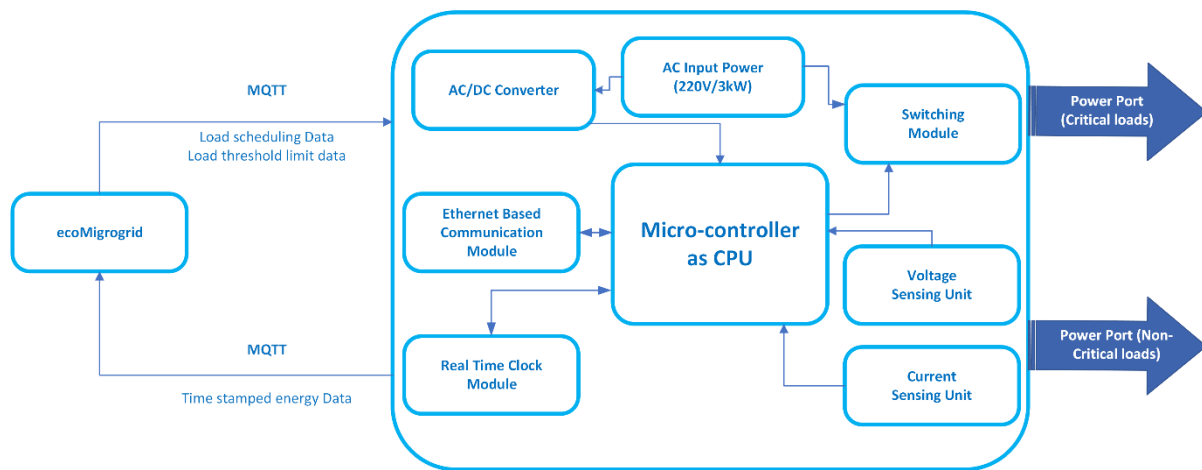 MQTT
Load scheduling Data
Load threshold limit data
ecoMigrogrid
MQTT
Time stamped energy Data
AC/DC Converter
AC Input Power
(220V/3kW)
Switching
Module
Ethernet Based
Communication
Module
Micro-controller
as CPU
Voltage
Sensing Unit
Real Time Clock
Module
Current
Sensing Unit
Power Port
(Critical loads)
Power Port (Non-
Critical loads)